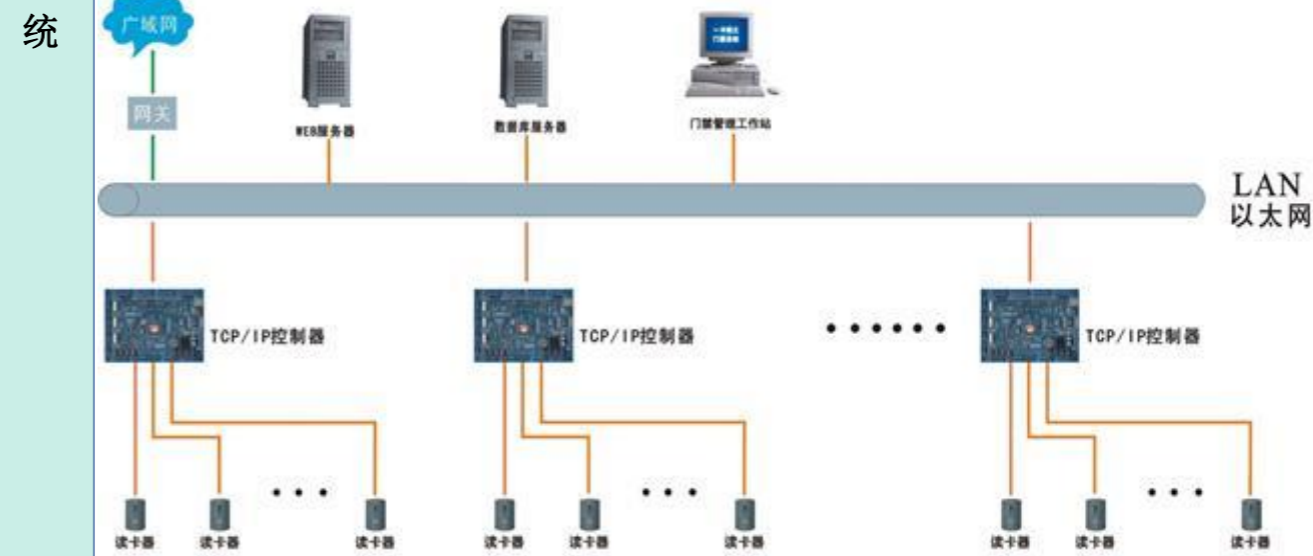 统
广域网
网关
WEB服务器
数据库服务器
门禁管理工作站
LAN
以太网
TCP/IP控制器
TCP/IP控制器
TCP/IP控制器
读卡器
读卡器
读卡器
读卡器
读卡器
读卡器
读卡器
读卡器
读卡器